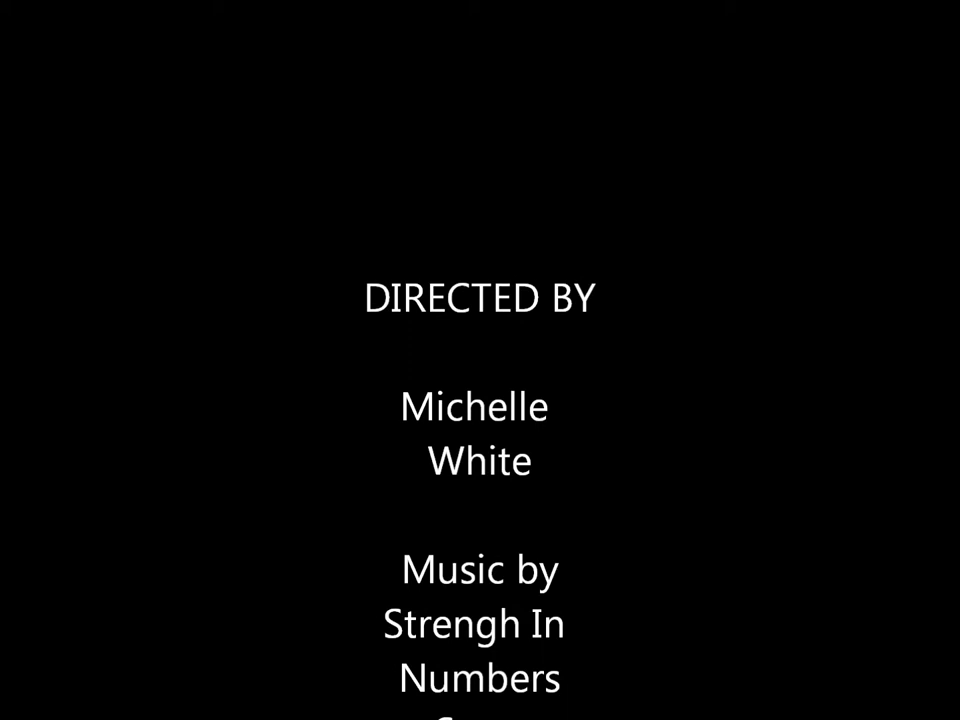 DIRECTED BY
Michelle
White
Music by
Strengh In
Numbers